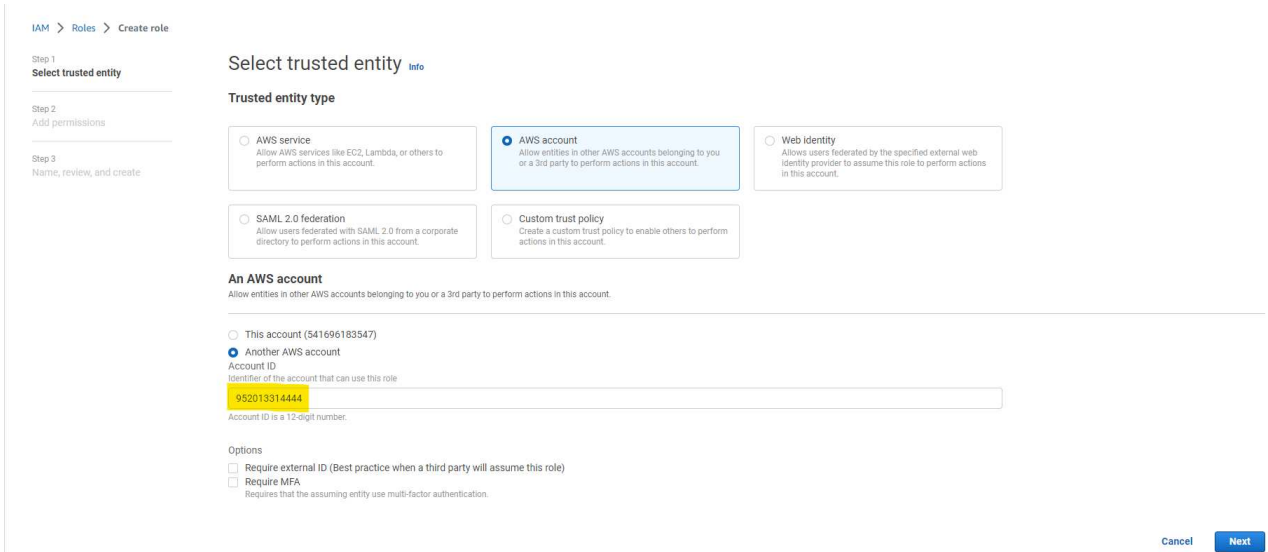 IAM > Roles > Create role
Step 1
Select trusted entity
Step 2
Add permissions
Step 3
Name, review, and create
Select trusted entity Info
Trusted entity type
AWS service
Allow AWS services like EC2, Lambda, or others to
perform actions in this account.
AWS account
Allow entities in other AWS accounts belonging to you
or a 3rd party to perform actions in this account.
Web identity
Allows users federated by the specified external web
identity provider to assume this role to perform actions
in this account.
SAML 2.0 federation
Allow users federated with SAML 2.0 from a corporate
directory to perform actions in this account.
Custom trust policy
Create a custom trust policy to enable others to perform
actions in this account.
An AWS account
Allow entities in other AWS accounts belonging to you or a 3rd party to perform actions in this account.
This account (541696183547)
Another AWS account
Account ID
Identifier of the account that can use this role
952013314444
Account ID is a 12-digit number.
Options
Require external ID (Best practice when a third party will assume this role)
Require MFA
Requires that the assuming entity use multi-factor authentication.
Cancel
Next